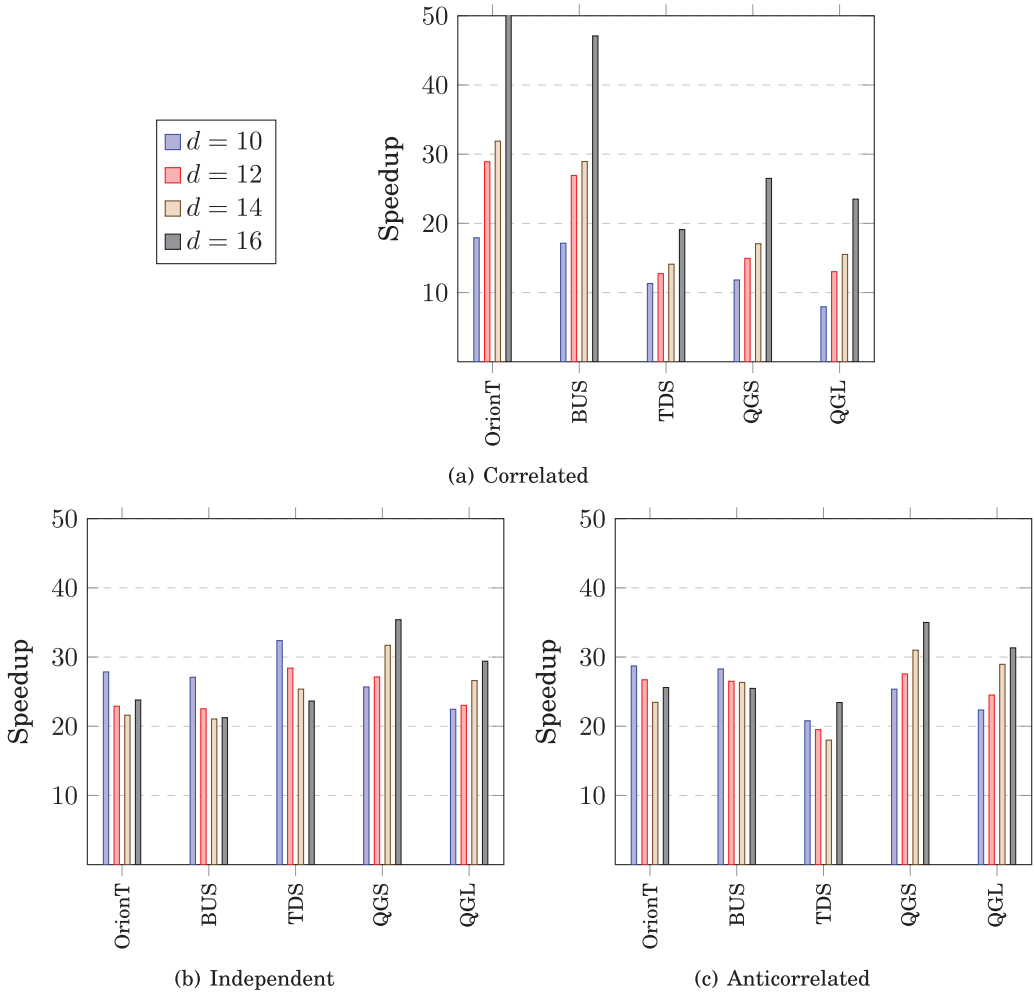 50
40
30
20
10
Speedup
d = 10
d = 12
d = 14
d = 16
OrionT
BUS
TDS
QGS
QGL
(a) Correlated
50
40
30
20
10
Speedup
OrionT
BUS
TDS
QGS
QGL
(b) Independent
50
40
30
20
10
Speedup
OrionT
BUS
TDS
QGS
QGL
(c) Anticorrelated